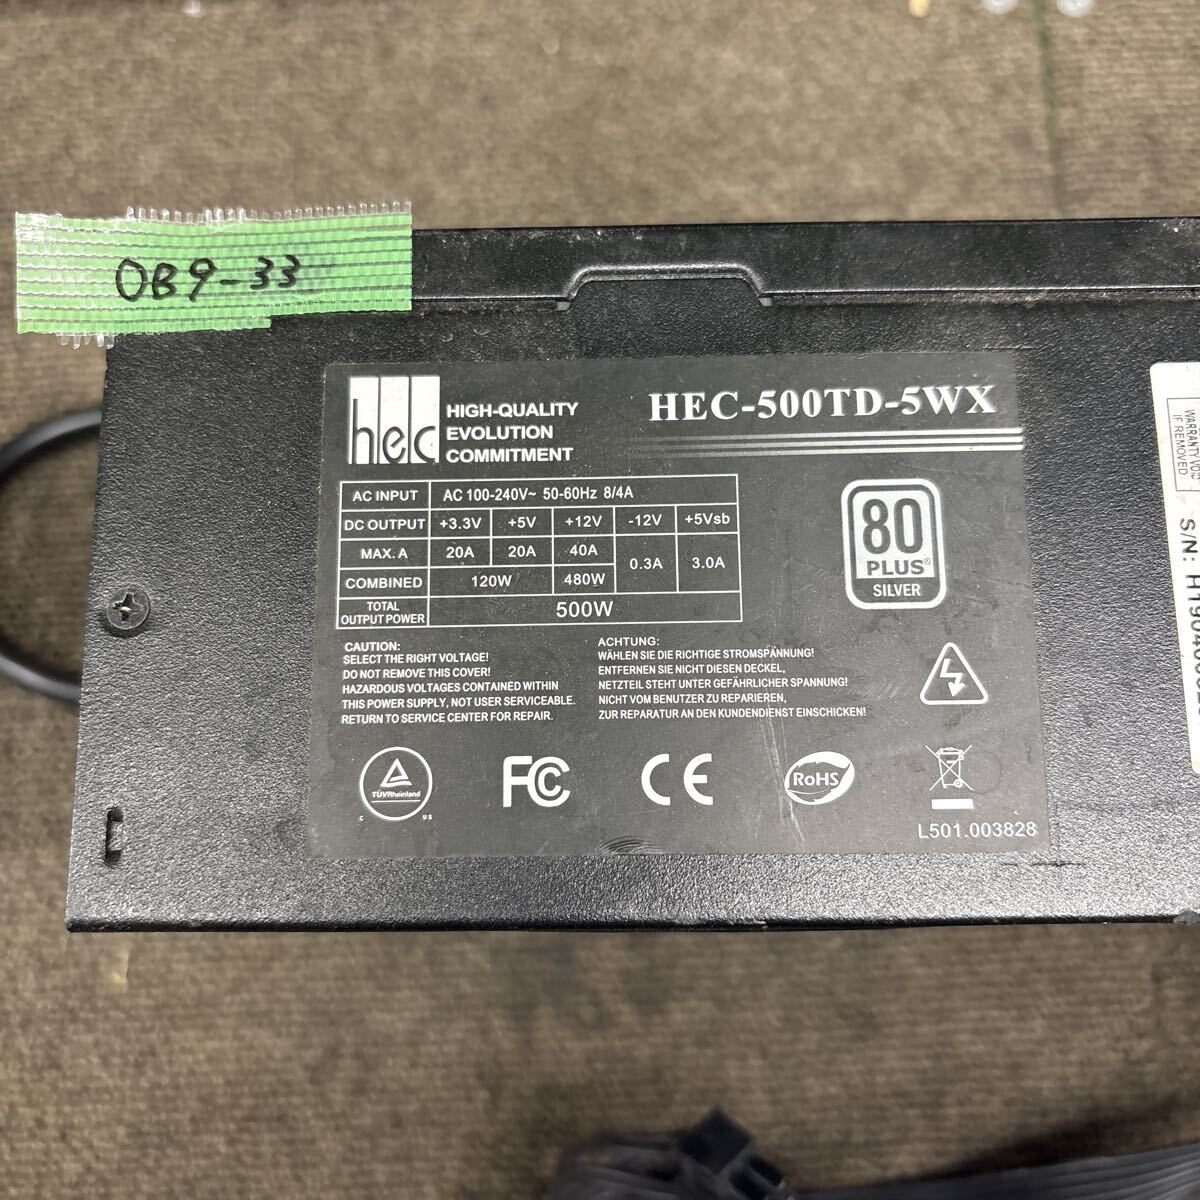 OB9-33
hec
HIGH-QUALITY
EVOLUTION
COMMITMENT
HEC-500TD-5WX
AC INPUT AC 100-240V~ 50-60Hz 8/4A
DC OUTPUT +3.3V +5V +12V -12V +5Vsb
MAX. A 20A 20A 40A 0.3A 3.0A
COMBINED 120W 480W
TOTAL OUTPUT POWER 500W
80
PLUS®
SILVER
CAUTION:
SELECT THE RIGHT VOLTAGE!
DO NOT REMOVE THIS COVER!
HAZARDOUS VOLTAGES CONTAINED WITHIN
THIS POWER SUPPLY, NOT USER SERVICEABLE.
RETURN TO SERVICE CENTER FOR REPAIR.
ACHTUNG:
WÄHLEN SIE DIE RICHTIGE STROMSPANNUNG!
ENTFERNEN SIE NICHT DIESEN DECKEL,
NETZTEIL STEHT UNTER GEFÄHRLICHER SPANNUNG!
NICHT VOM BENUTZER ZU REPARIEREN,
ZUR REPARATUR AN DEN KUNDENDIENST EINSCHICKEN!
TÜVRheinland
C US
FC
CE
RoHS
L501.003828
WARRANTY VOID
IF REMOVED
S/N: